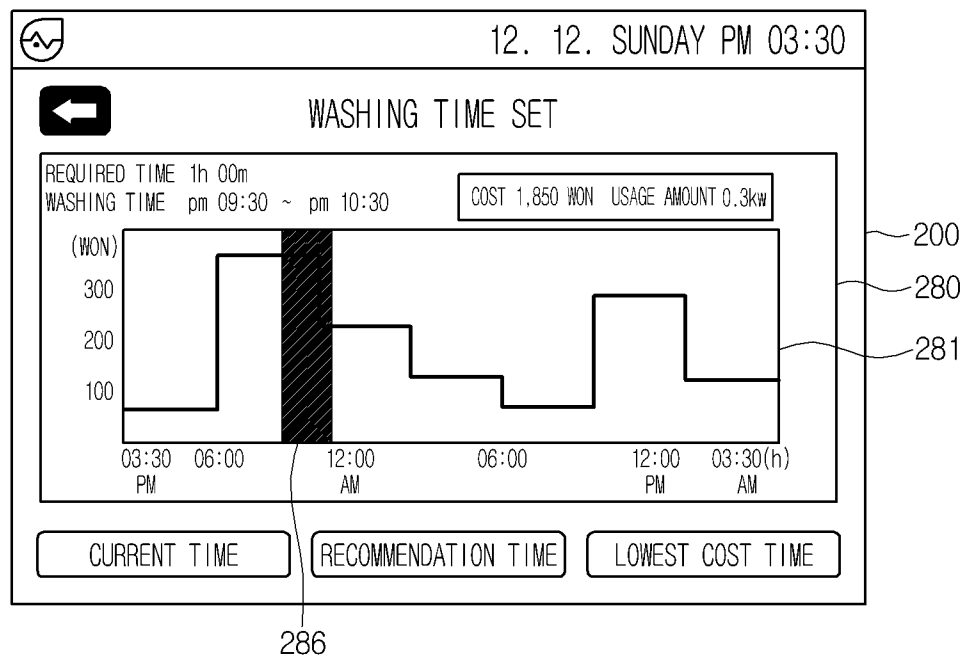 12. 12. SUNDAY PM 03:30
WASHING TIME SET
REQUIRED TIME 1h 00m
WASHING TIME pm 09:30 ~ pm 10:30
COST 1,850 WON USAGE AMOUNT 0.3kw
(WON)
300
200
100
03:30 06:00 12:00 06:00 12:00 03:30(h)
PM AM PM AM
CURRENT TIME RECOMMENDATION TIME LOWEST COST TIME
200
280
281
286